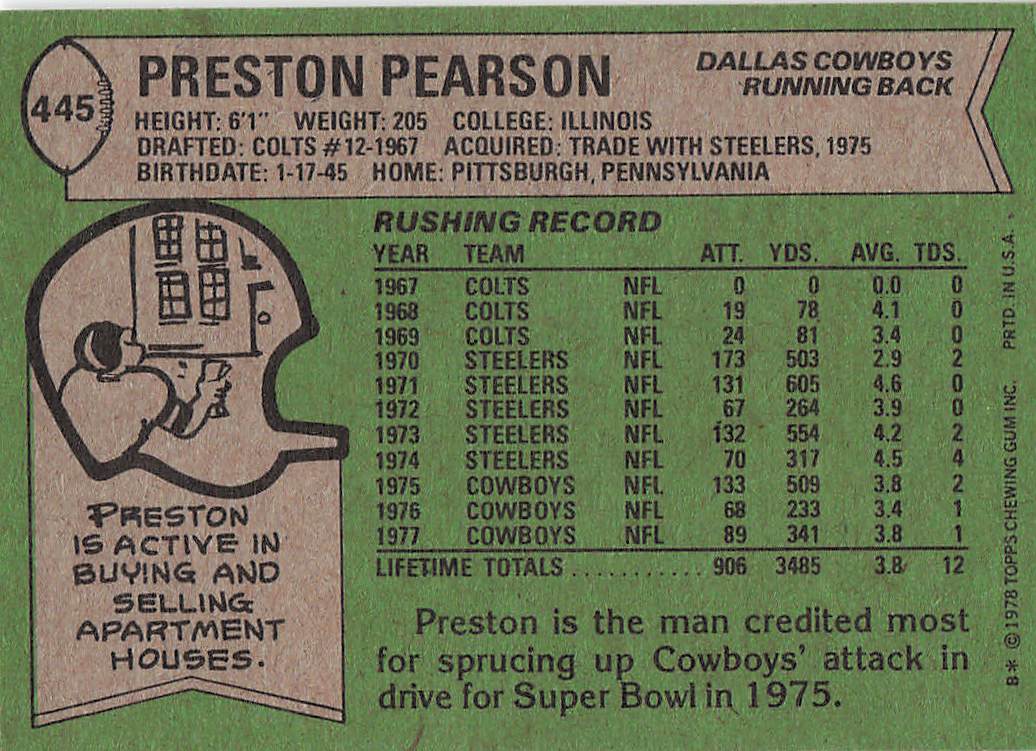 445
PRESTON PEARSON
DALLAS COWBOYS
RUNNING BACK
HEIGHT: 6'1" WEIGHT: 205 COLLEGE: ILLINOIS
DRAFTED: COLTS #12-1967 ACQUIRED: TRADE WITH STEELERS, 1975
BIRTHDATE: 1-17-45 HOME: PITTSBURGH, PENNSYLVANIA
RUSHING RECORD
YEAR TEAM ATT. YDS. AVG. TDS.
1967 COLTS NFL 0 0 0.0 0
1968 COLTS NFL 19 78 4.1 0
1969 COLTS NFL 24 81 3.4 0
1970 STEELERS NFL 173 503 2.9 2
1971 STEELERS NFL 131 605 4.6 0
1972 STEELERS NFL 67 264 3.9 0
1973 STEELERS NFL 132 554 4.2 2
1974 STEELERS NFL 70 317 4.5 4
1975 COWBOYS NFL 133 509 3.8 2
1976 COWBOYS NFL 68 233 3.4 1
1977 COWBOYS NFL 89 341 3.8 1
LIFETIME TOTALS ........... 906 3485 3.8 12
PRESTON
IS ACTIVE IN
BUYING AND
SELLING
APARTMENT
HOUSES.
Preston is the man credited most
for sprucing up Cowboys' attack in
drive for Super Bowl in 1975.
B* © 1978 TOPPS CHEWING GUM INC. PRTD. IN U.S.A.